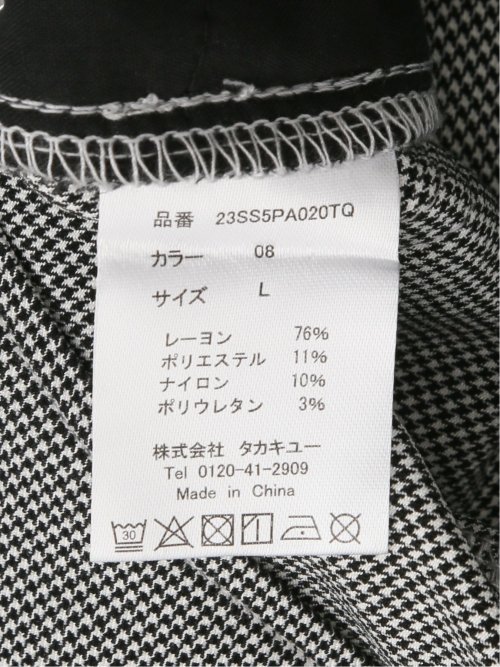 品番 23SS5PA020TQ
カラー 08
サイズ L
レーヨン 76%
ポリエステル 11%
ナイロン 10%
ポリウレタン 3%
株式会社 タカキュー
Tel 0120-41-2909
Made in China
30